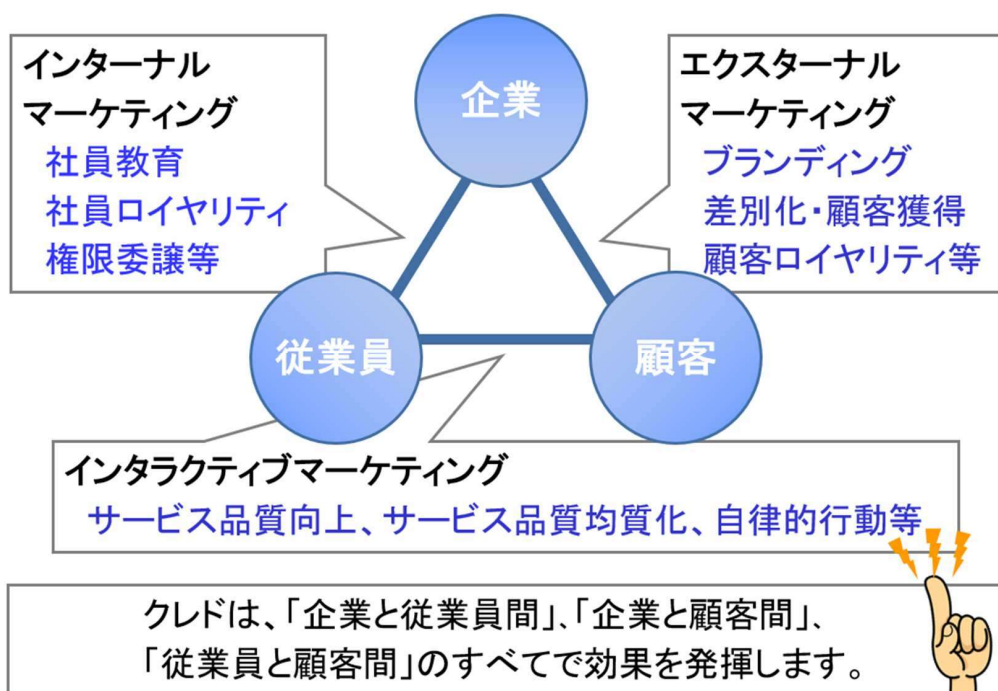 企業
インターナル
マーケティング
社員教育
社員ロイヤリティ
権限委譲等
エクスターナル
マーケティング
ブランディング
差別化・顧客獲得
顧客ロイヤリティ等
従業員
顧客
インタラクティブマーケティング
サービス品質向上、サービス品質均質化、自律的行動等
クレドは、「企業と従業員間」、「企業と顧客間」、
「従業員と顧客間」のすべてで効果を発揮します。